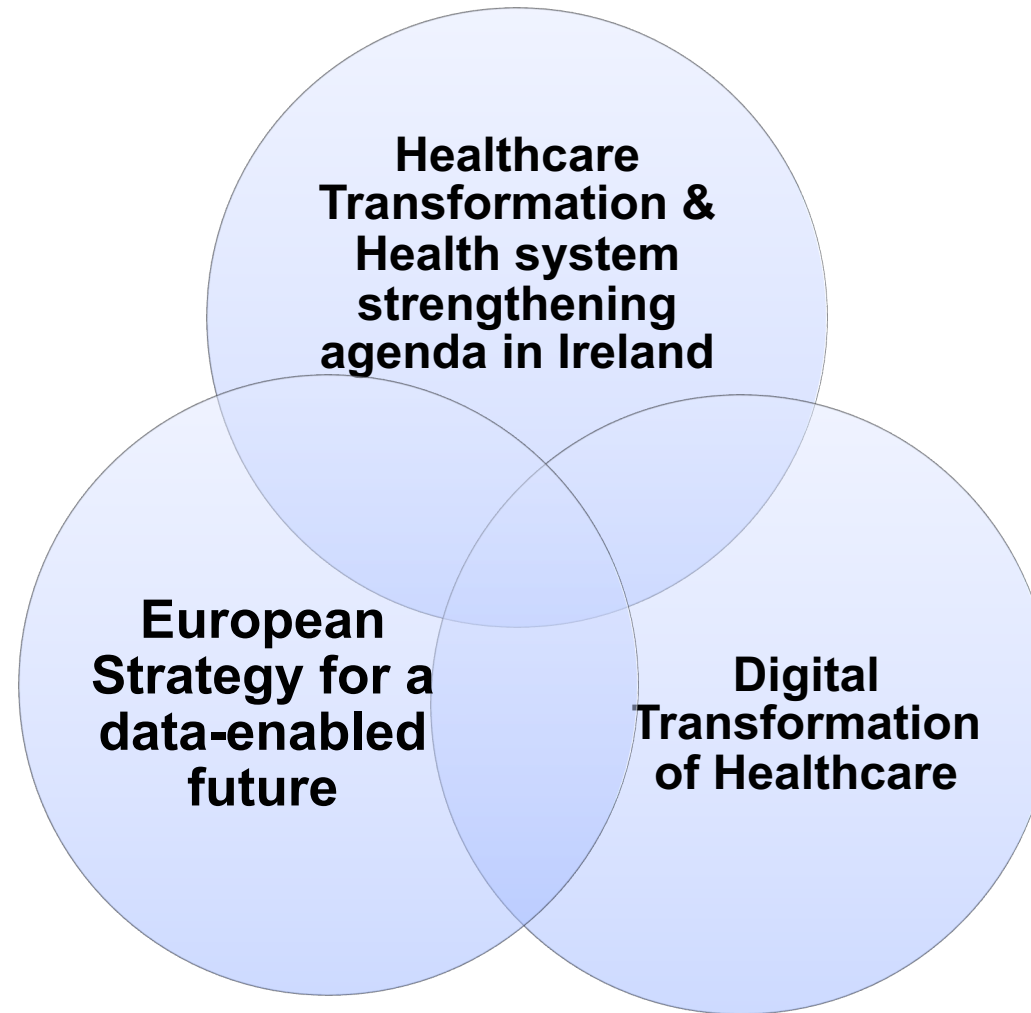 Healthcare
Transformation &
Health system
strengthening
agenda in Ireland
European
Strategy for a
data-enabled
future
Digital
Transformation
of Healthcare